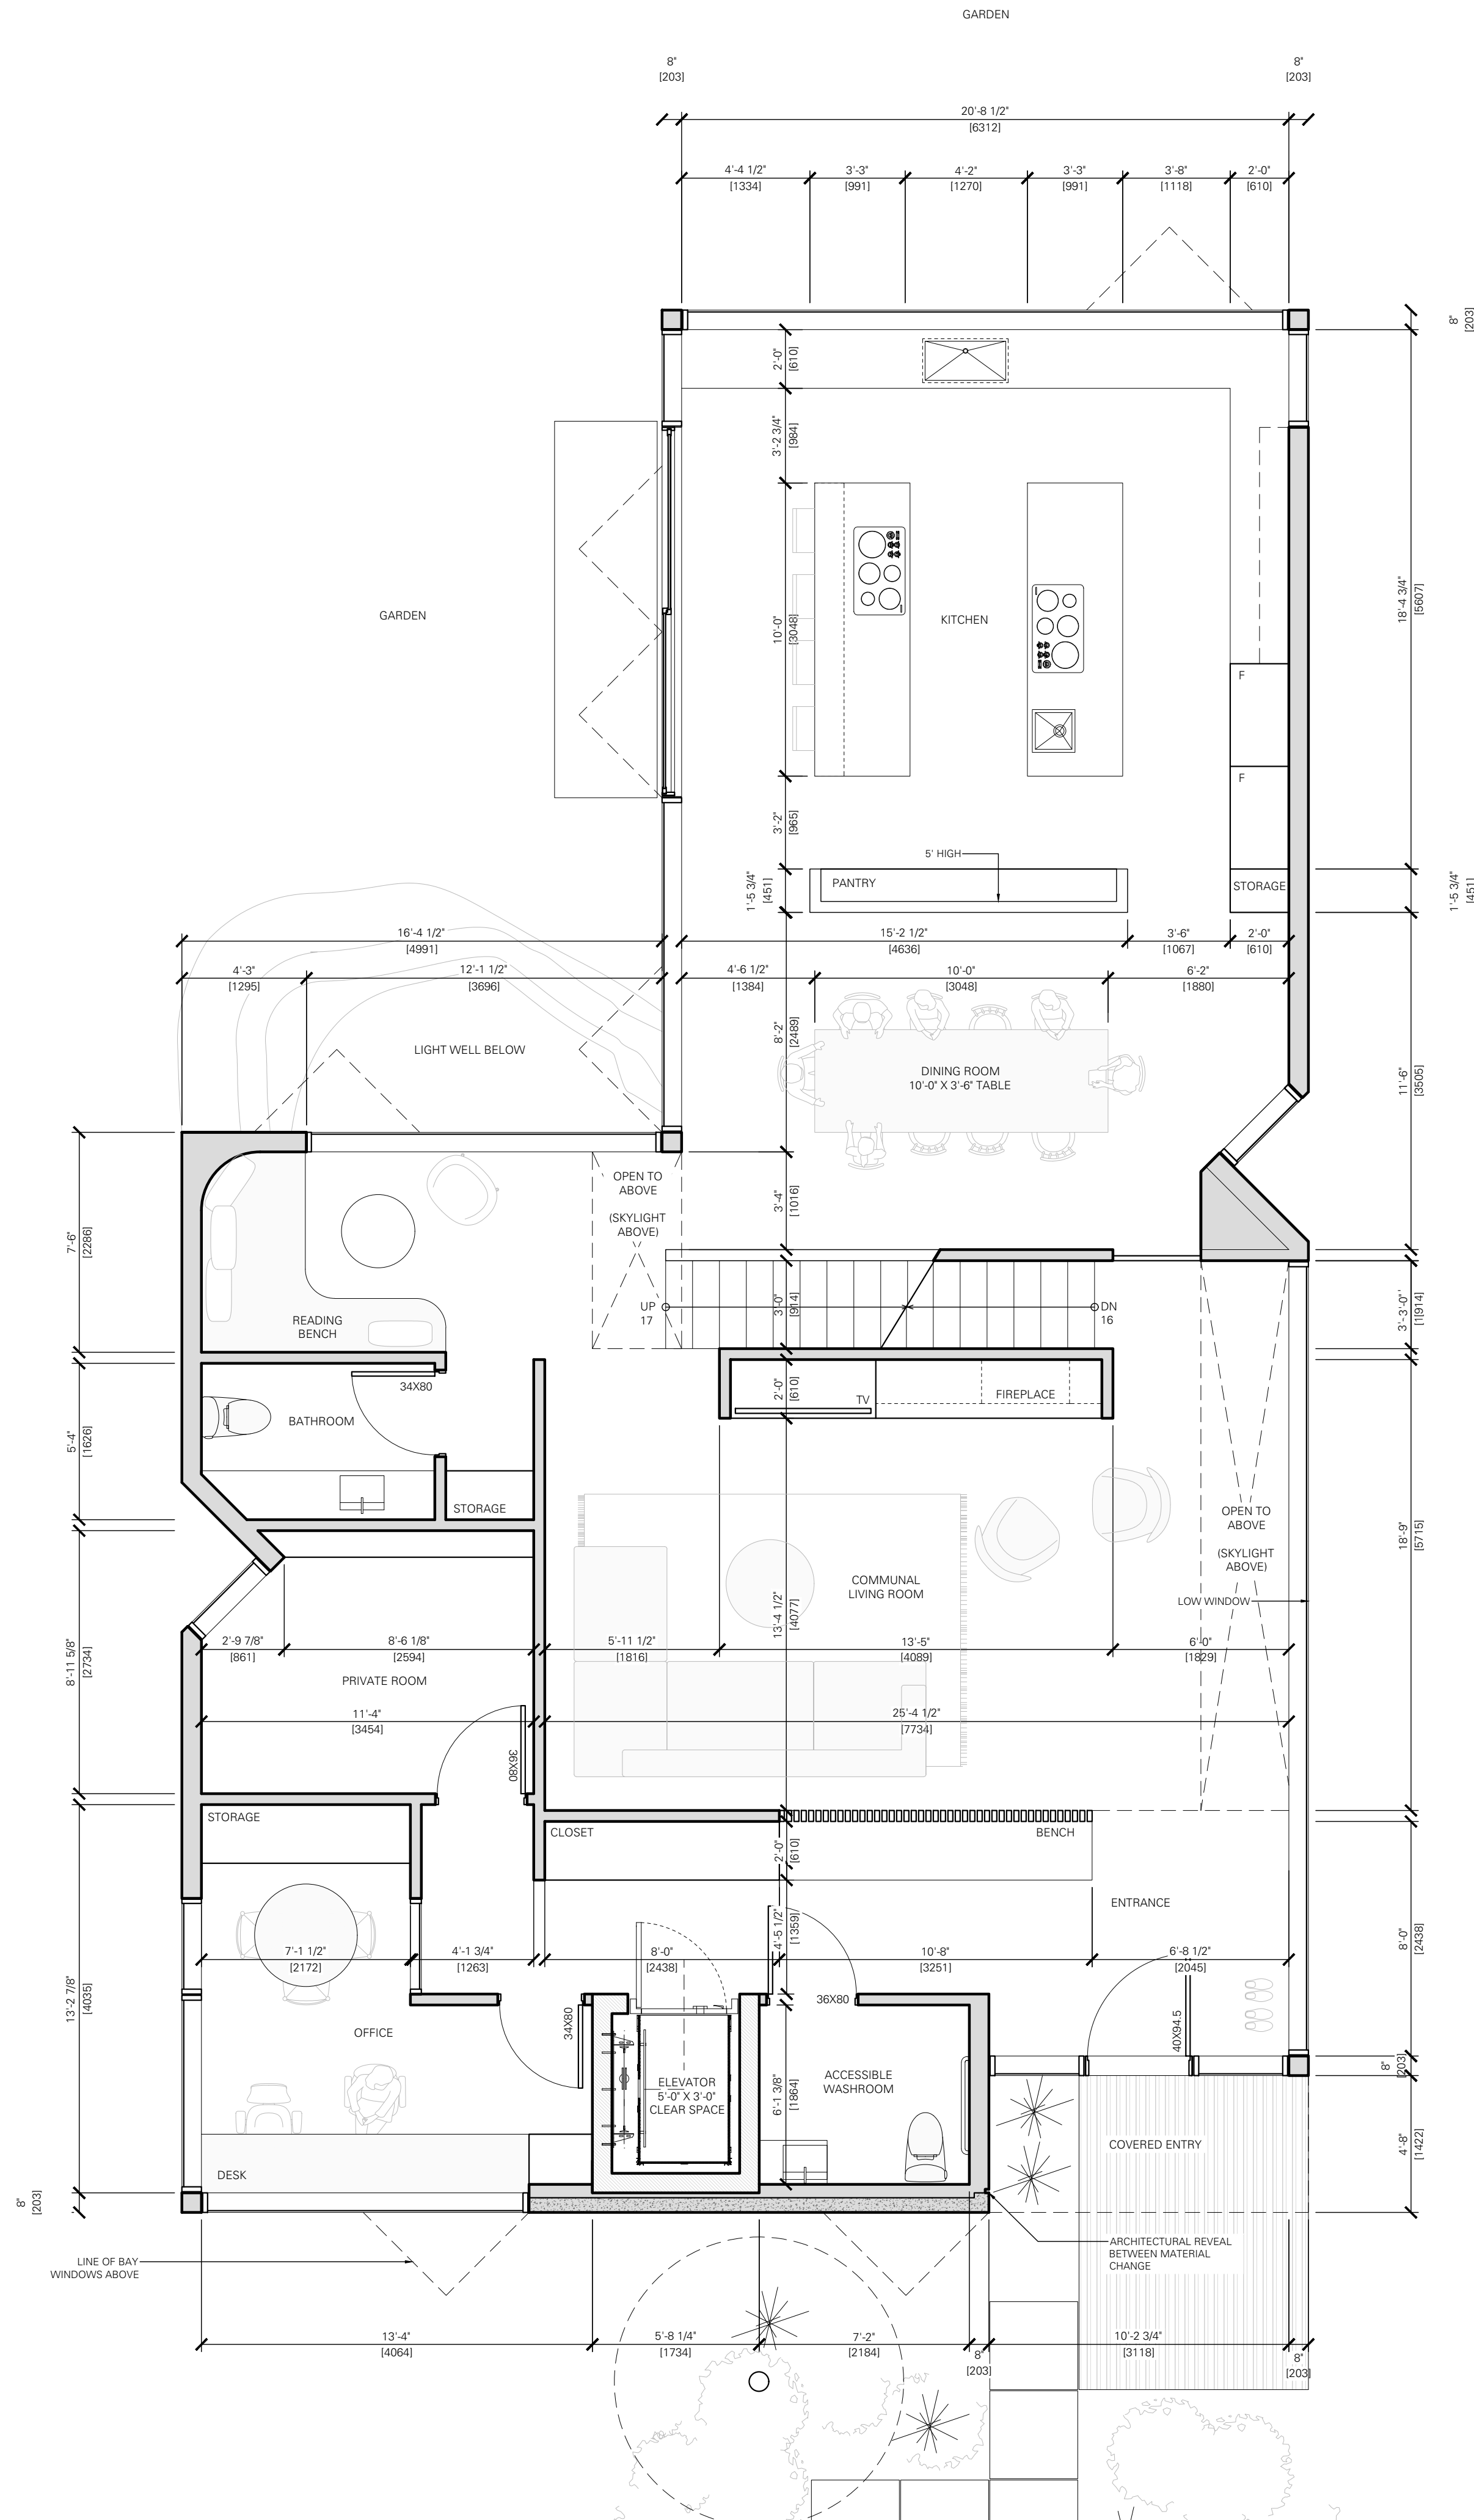 GARDEN
8"
[203]
8"
[203]
20'-8 1/2"
[6312]
4'-4 1/2"
[1334]
3'-3"
[991]
4'-2"
[1270]
3'-3"
[991]
3'-8"
[1118]
2'-0"
[610]
8"
[203]
2'-0"
[610]
3'-2 3/4"
[984]
10'-0"
[3048]
KITCHEN
GARDEN
18'-4 3/4"
[5607]
F
F
3'-2"
[965]
5' HIGH
PANTRY
STORAGE
1'-5 3/4"
[451]
1'-5 3/4"
[451]
16'-4 1/2"
[4991]
15'-2 1/2"
[4636]
3'-6"
[1067]
2'-0"
[610]
4'-3"
[1295]
12'-1 1/2"
[3696]
4'-6 1/2"
[1384]
10'-0"
[3048]
6'-2"
[1880]
LIGHT WELL BELOW
8'-2"
[2489]
DINING ROOM
10'-0" X 3'-6" TABLE
11'-6"
[3505]
OPEN TO
ABOVE
(SKYLIGHT
ABOVE)
3'-4"
[1016]
7'-6"
[2286]
READING
BENCH
UP
17
3'-0"
[914]
DN
16
34X80
BATHROOM
2'-0"
[610]
TV
FIREPLACE
5'-4"
[1626]
STORAGE
OPEN TO
ABOVE
(SKYLIGHT
ABOVE)
18'-9"
[5715]
COMMUNAL
LIVING ROOM
LOW WINDOW
13'-4 1/2"
[4077]
2'-9 7/8"
[861]
8'-6 1/8"
[2594]
5'-11 1/2"
[1816]
13'-5"
[4089]
6'-0"
[1829]
8'-11 5/8"
[2734]
PRIVATE ROOM
11'-4"
[3454]
25'-4 1/2"
[7734]
36X80
STORAGE
CLOSET
BENCH
2'-0"
[610]
ENTRANCE
4'-5 1/2"
[1359]
8'-0"
[2438]
7'-1 1/2"
[2172]
4'-1 3/4"
[1263]
8'-0"
[2438]
10'-8"
[3251]
6'-8 1/2"
[2045]
13'-2 7/8"
[4035]
OFFICE
34X80
36X80
40X94.5
8"
[203]
ELEVATOR
5'-0" X 3'-0"
CLEAR SPACE
6'-1 3/8"
[1864]
ACCESSIBLE
WASHROOM
COVERED ENTRY
4'-8"
[1422]
DESK
8"
[203]
LINE OF BAY
WINDOWS ABOVE
ARCHITECTURAL REVEAL
BETWEEN MATERIAL
CHANGE
13'-4"
[4064]
5'-8 1/4"
[1734]
7'-2"
[2184]
8"
[203]
10'-2 3/4"
[3118]
8"
[203]